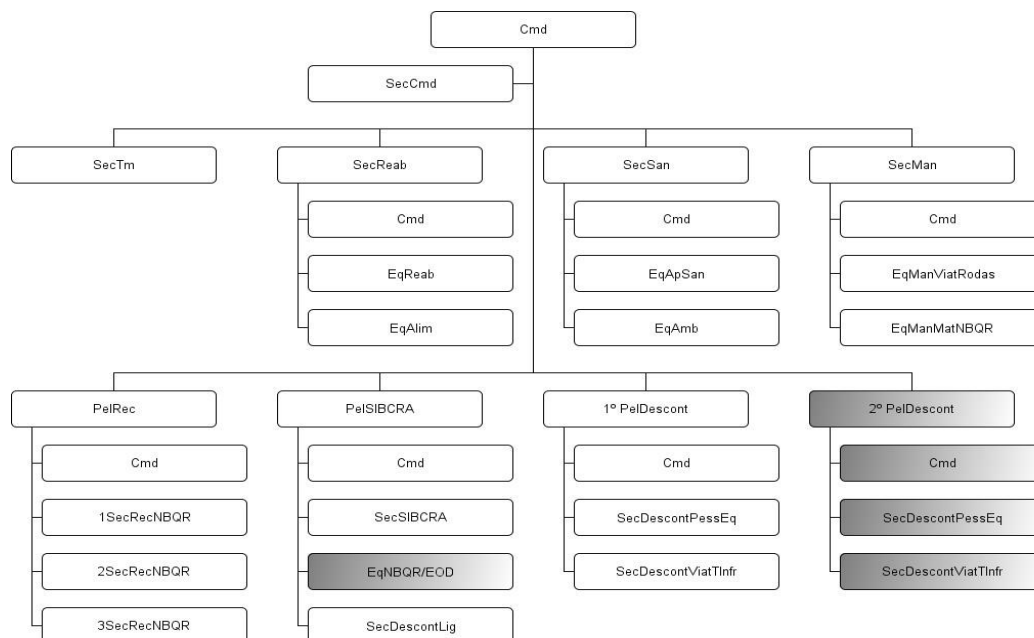 Cmd
SecCmd
SecTm
SecReab
SecSan
SecMan
Cmd
Cmd
Cmd
EqReab
EqApSan
EqManViatRodas
EqAlim
EqAmb
EqManMatNBQR
PelRec
PelSIBCRA
1º PelDescont
2º PelDescont
Cmd
Cmd
Cmd
Cmd
1SecRecNBQR
SecSIBCRA
SecDescontPessEq
SecDescontPessEq
2SecRecNBQR
EqNBQR/EOD
SecDescontViatTInfr
SecDescontViatTInfr
3SecRecNBQR
SecDescontLig